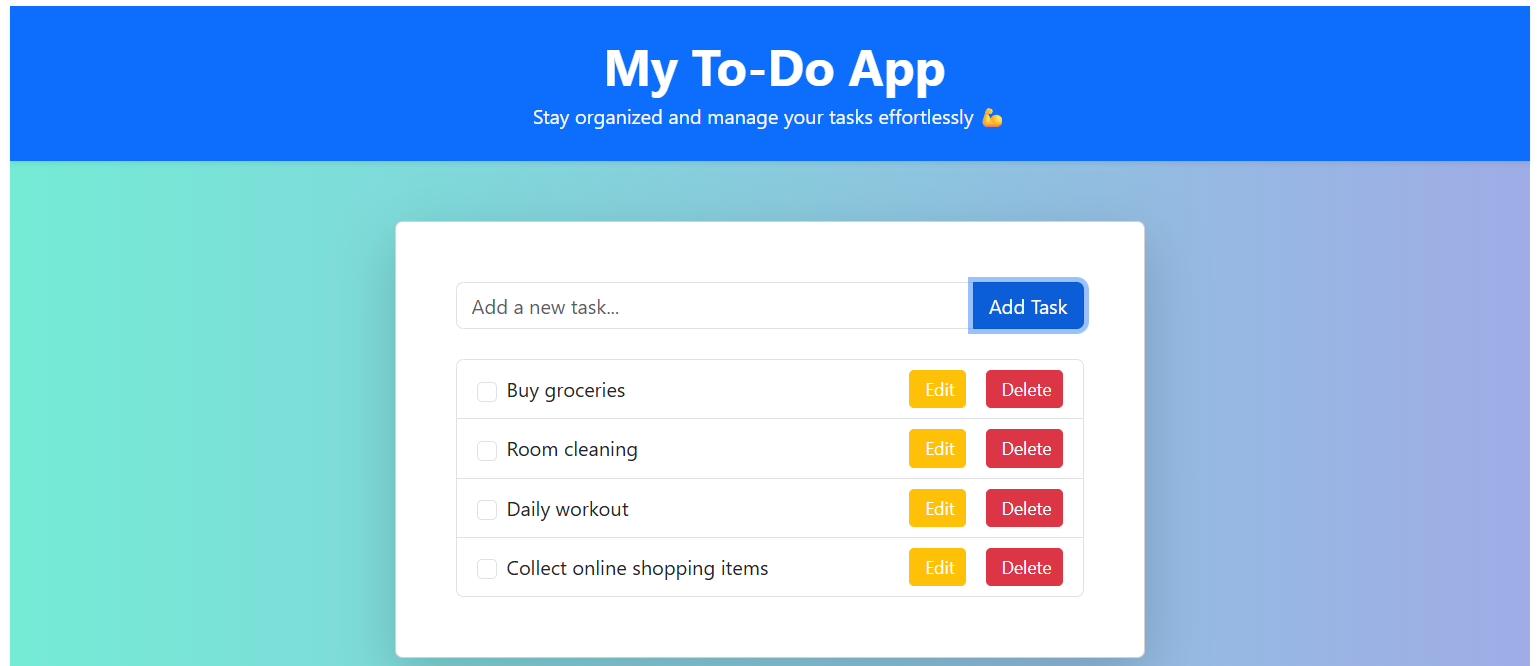 My To-Do App
Stay organized and manage your tasks effortlessly 💪
Add a new task... Add Task
Buy groceries Edit Delete
Room cleaning Edit Delete
Daily workout Edit Delete
Collect online shopping items Edit Delete